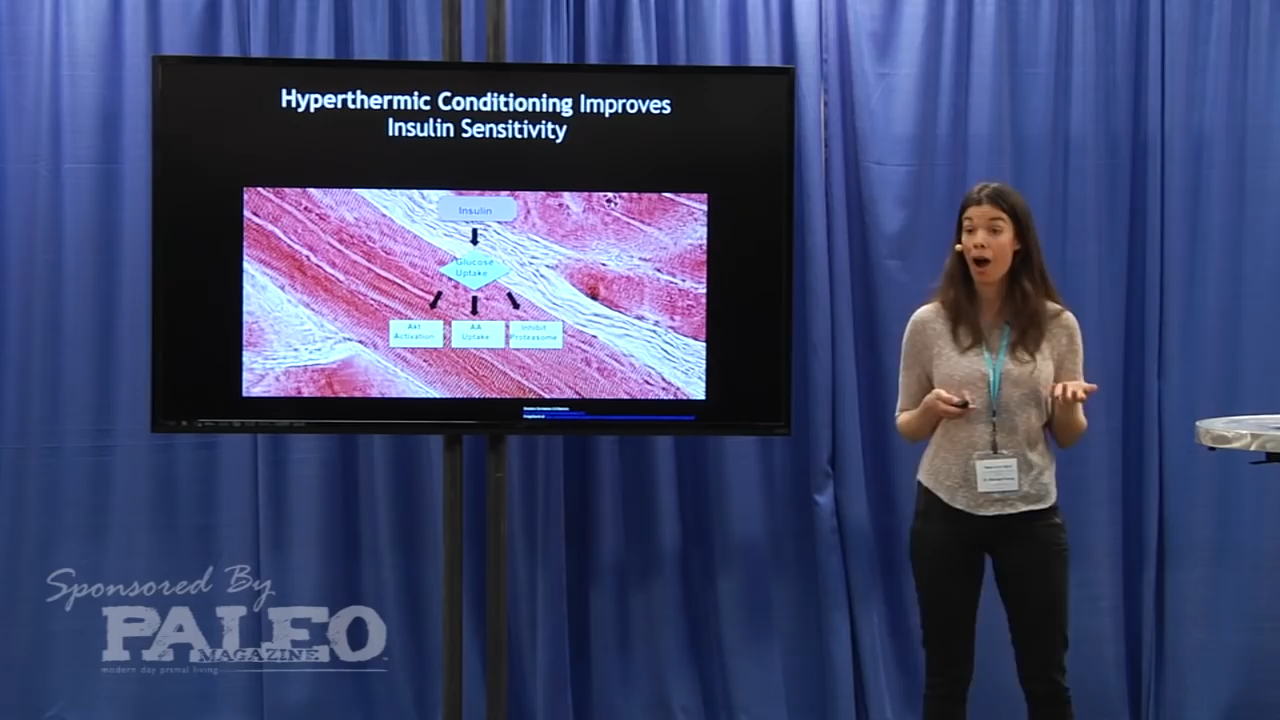 Hyperthermic Conditioning Improves
Insulin Sensitivity
Insulin
Glucose
Uptake
Akt
Activation
AA
Uptake
Inhibit
Proteasome
Sponsored By
PALEO
MAGAZINE
modern day primal living